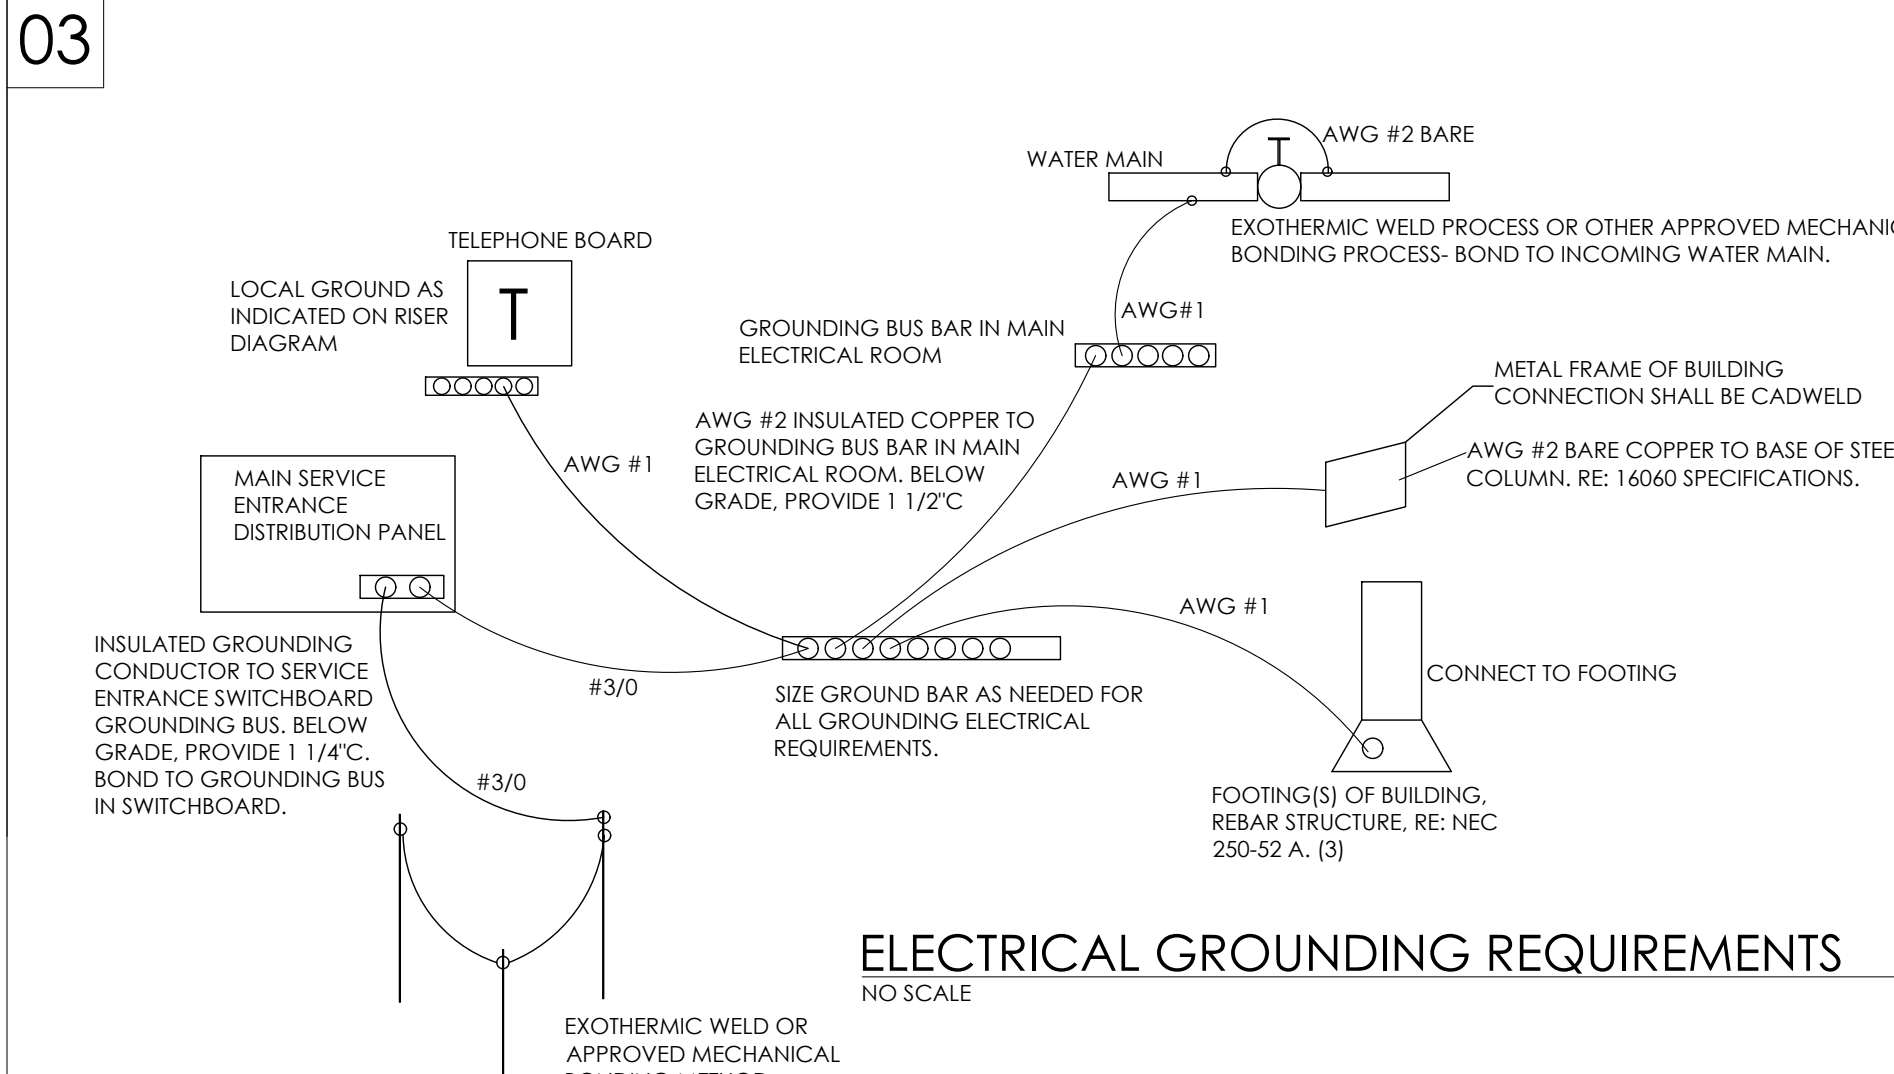 03
AWG #2 BARE
WATER MAIN
T
EXOTHERMIC WELD PROCESS OR OTHER APPROVED
BONDING PROCESS- BOND TO INCOMING WATER MAIN.
TELEPHONE BOARD
T
LOCAL GROUND AS
INDICATED ON RISER
DIAGRAM
AWG#1
GROUNDING BUS BAR IN MAIN
ELECTRICAL ROOM
METAL FRAME OF BUILDING
CONNECTION SHALL BE CADWELD
AWG #2 INSULATED COPPER TO
GROUNDING BUS BAR IN MAIN
ELECTRICAL ROOM. BELOW
GRADE, PROVIDE 1 1/2"C
AWG #1
AWG #1
AWG #2 BARE COPPER TO BASE OF
COLUMN. RE: 16060 SPECIFICATIONS.
MAIN SERVICE
ENTRANCE
DISTRIBUTION PANEL
AWG #1
INSULATED GROUNDING
CONDUCTOR TO SERVICE
ENTRANCE SWITCHBOARD
GROUNDING BUS. BELOW
GRADE, PROVIDE 1 1/4"C.
BOND TO GROUNDING BUS
IN SWITCHBOARD.
#3/0
SIZE GROUND BAR AS NEEDED FOR
ALL GROUNDING ELECTRICAL
REQUIREMENTS.
CONNECT TO FOOTING
#3/0
FOOTING(S) OF BUILDING,
REBAR STRUCTURE, RE: NEC
250-52 A. (3)
ELECTRICAL GROUNDING REQUIREMENTS
NO SCALE
EXOTHERMIC WELD OR
APPROVED MECHANICAL